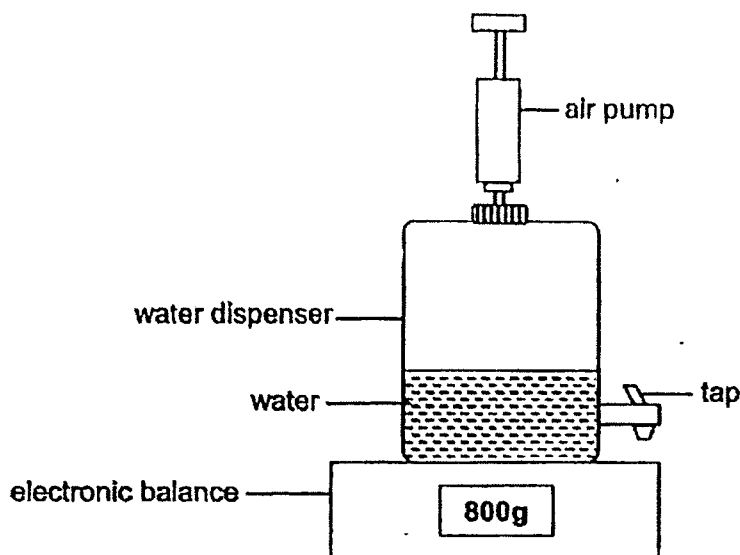 air pump
water dispenser
water
tap
electronic balance
800g